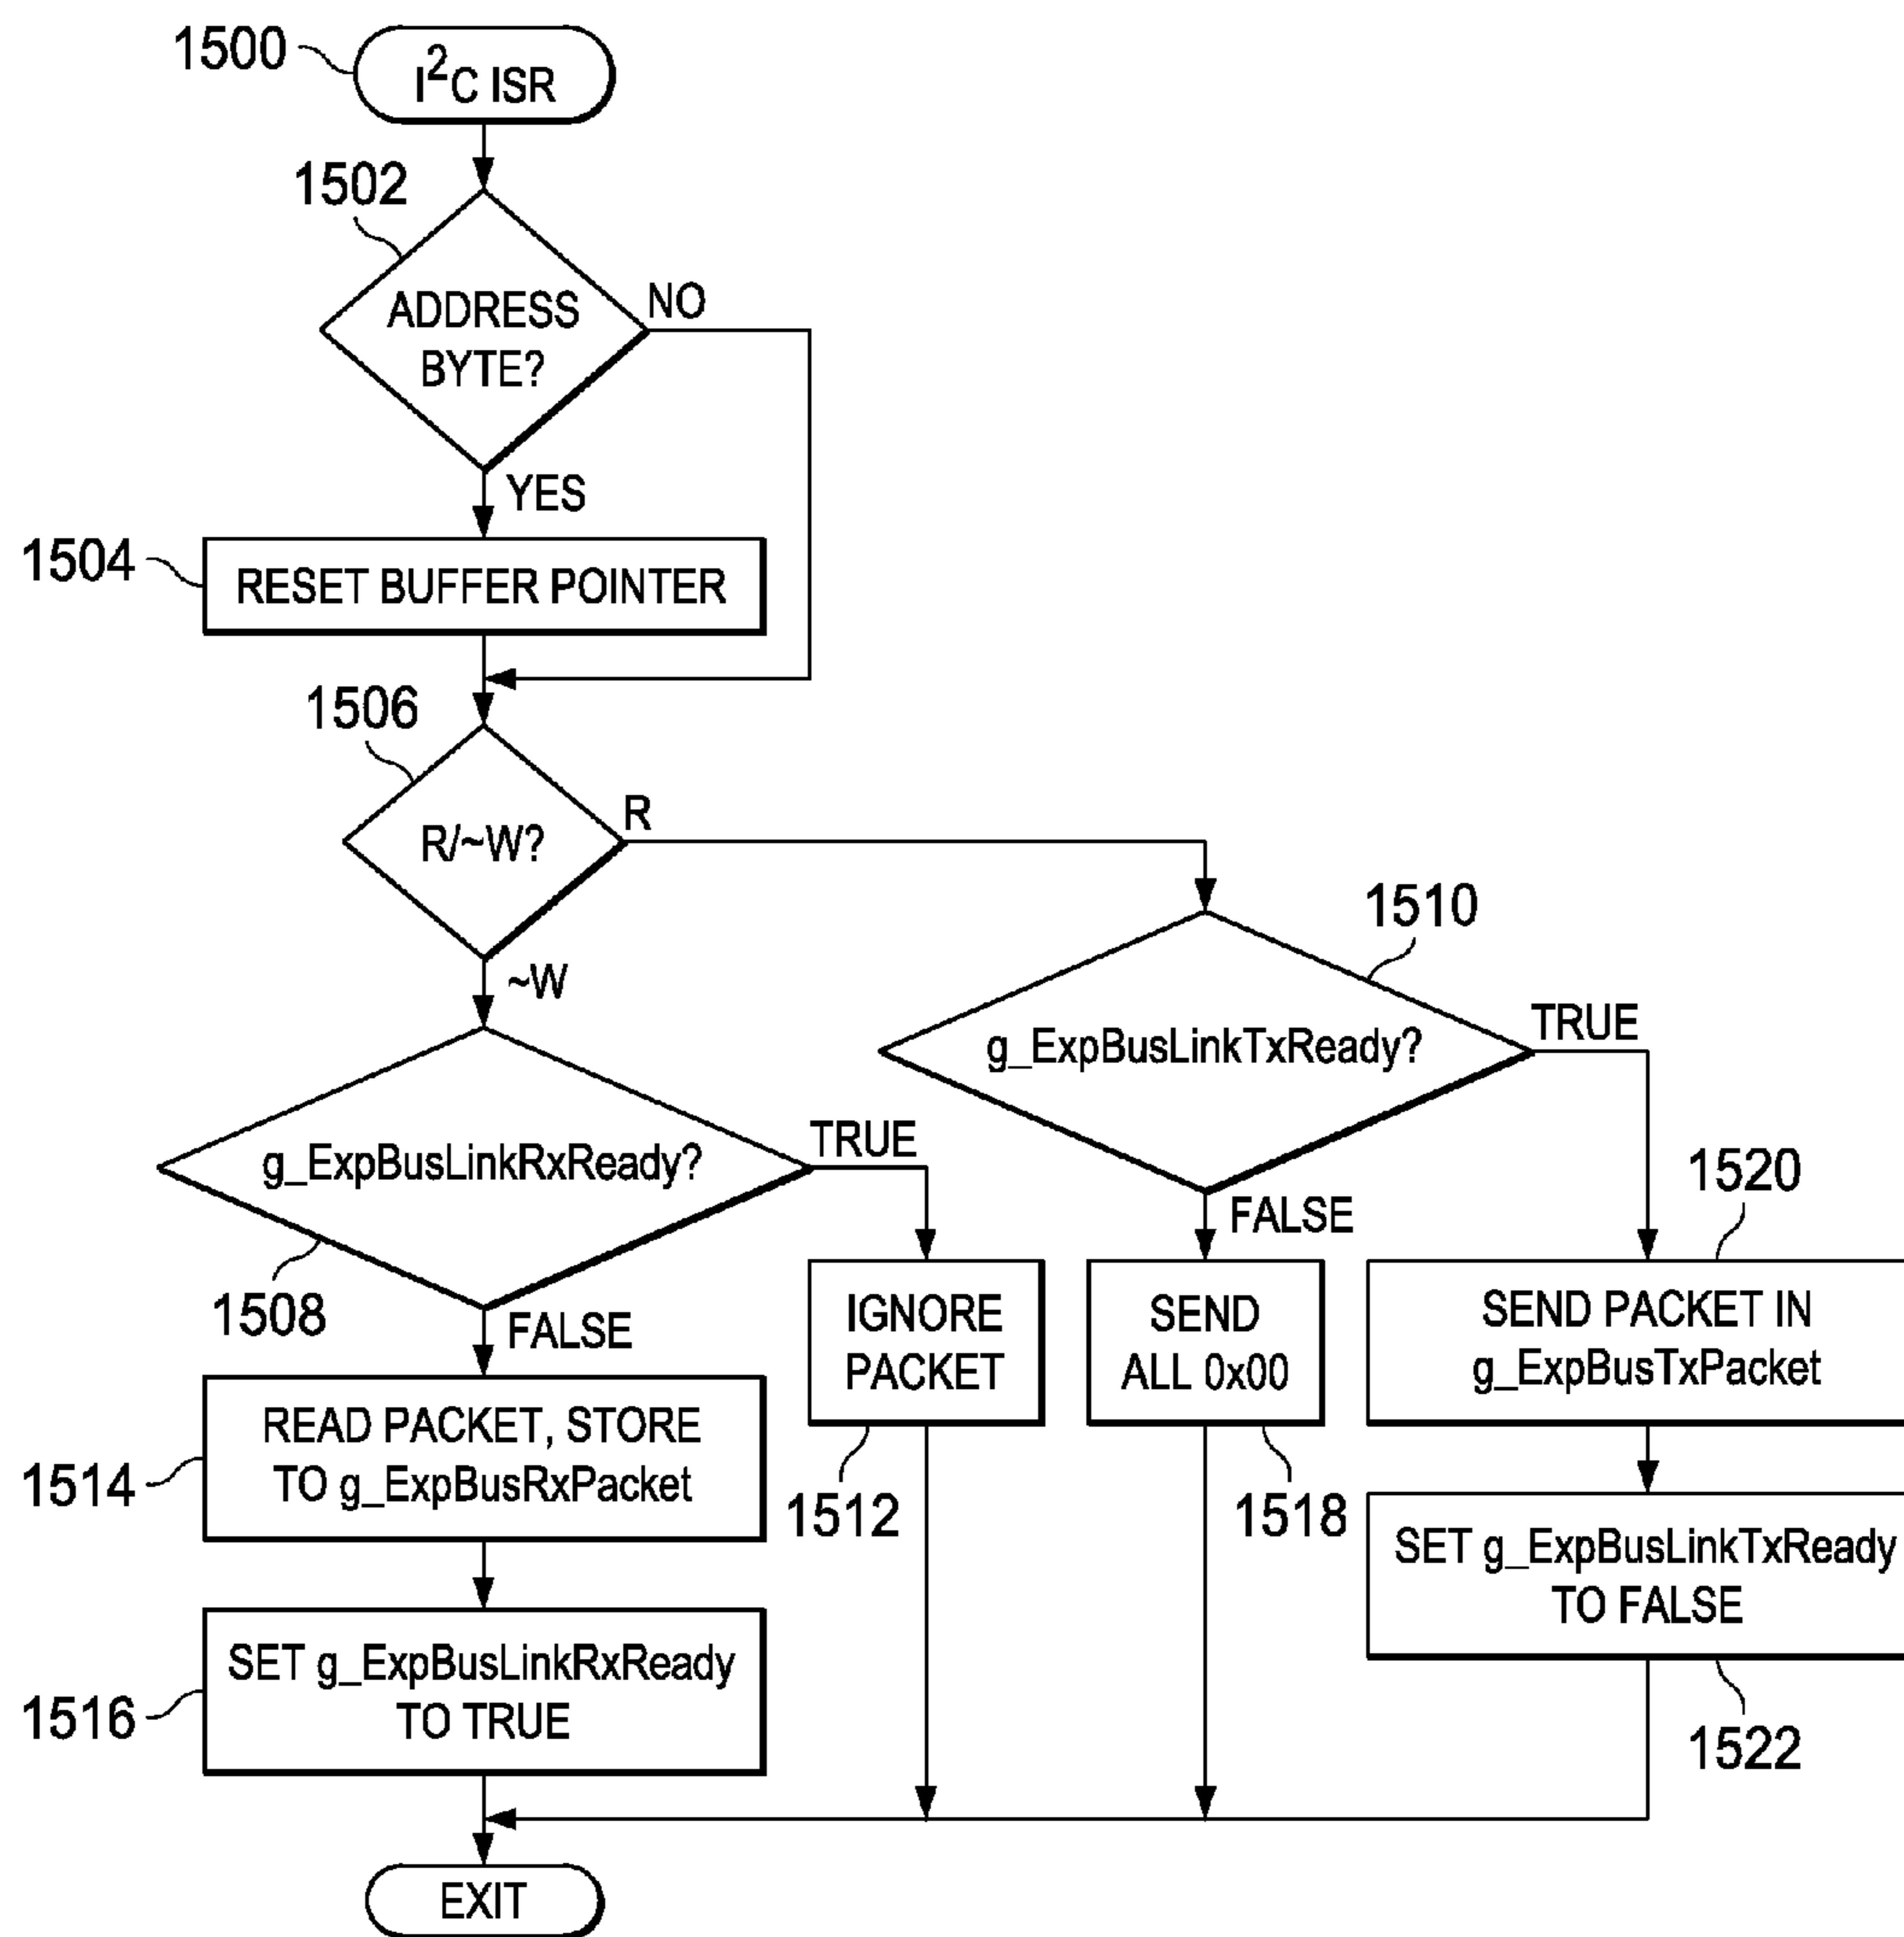 1500
I²C ISR
1502
ADDRESS
BYTE?
NO
YES
1504
RESET BUFFER POINTER
1506
R/~W?
R
~W
1510
g_ExpBusLinkTxReady?
TRUE
FALSE
g_ExpBusLinkRxReady?
TRUE
1508
FALSE
1520
IGNORE
PACKET
1512
SEND
ALL 0x00
1518
SEND PACKET IN
g_ExpBusTxPacket
1514
READ PACKET, STORE
TO g_ExpBusRxPacket
SET g_ExpBusLinkTxReady
TO FALSE
1522
1516
SET g_ExpBusLinkRxReady
TO TRUE
EXIT